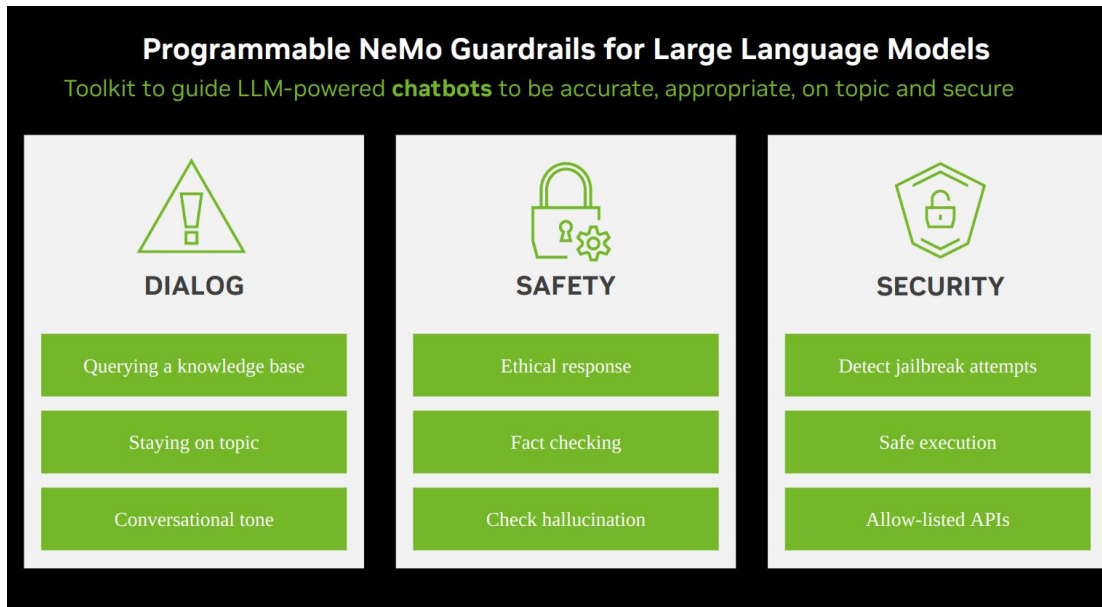 Programmable NeMo Guardrails for Large Language Models
Toolkit to guide LLM-powered chatbots to be accurate, appropriate, on topic and secure
DIALOG
Querying a knowledge base
Staying on topic
Conversational tone
SAFETY
Ethical response
Fact checking
Check hallucination
SECURITY
Detect jailbreak attempts
Safe execution
Allow-listed APIs